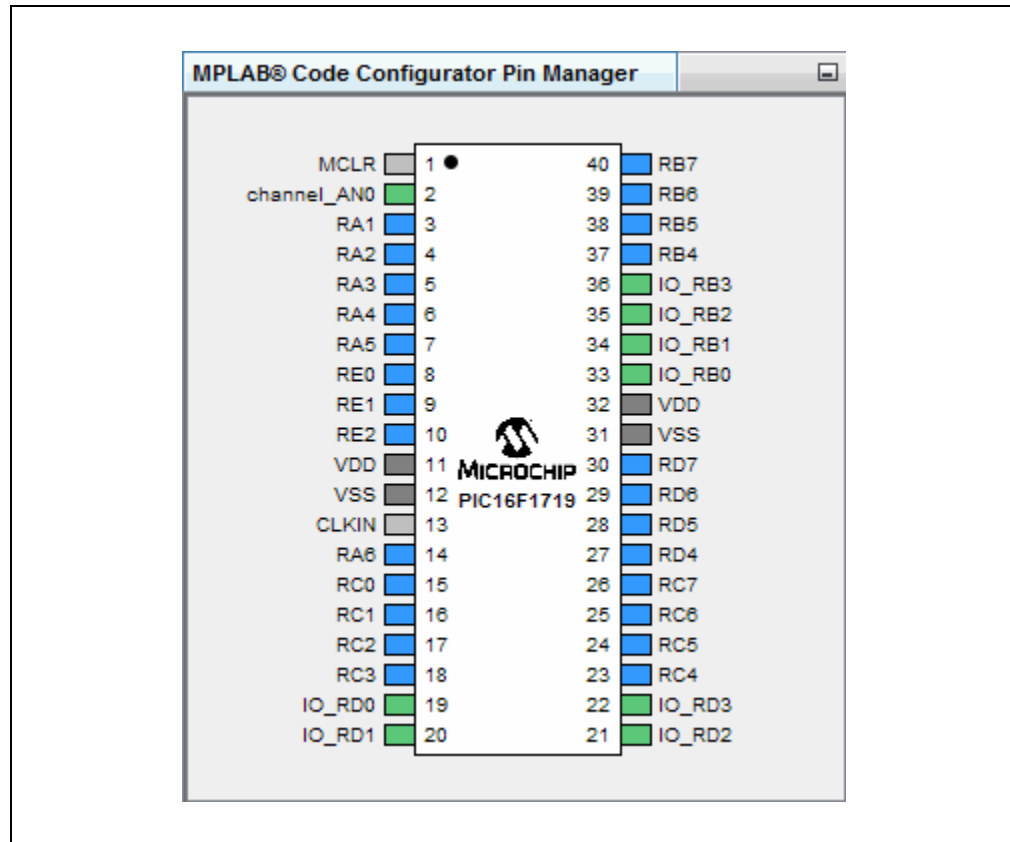 MPLAB® Code Configurator Pin Manager
MCLR 1 40 RB7
channel_AN0 2 39 RB6
RA1 3 38 RB5
RA2 4 37 RB4
RA3 5 36 IO_RB3
RA4 6 35 IO_RB2
RA5 7 34 IO_RB1
RE0 8 33 IO_RB0
RE1 9 32 VDD
RE2 10 31 VSS
VDD 11 MICROCHIP 30 RD7
VSS 12 PIC16F1719 29 RD6
CLKIN 13 28 RD5
RA6 14 27 RD4
RC0 15 26 RC7
RC1 16 25 RC6
RC2 17 24 RC5
RC3 18 23 RC4
IO_RD0 19 22 IO_RD3
IO_RD1 20 21 IO_RD2